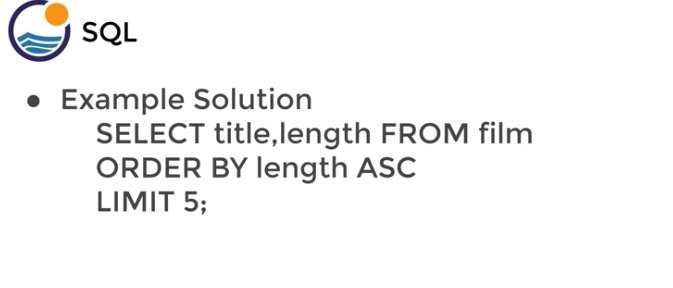 SQL
● Example Solution
SELECT title,length FROM film
ORDER BY length ASC
LIMIT 5;